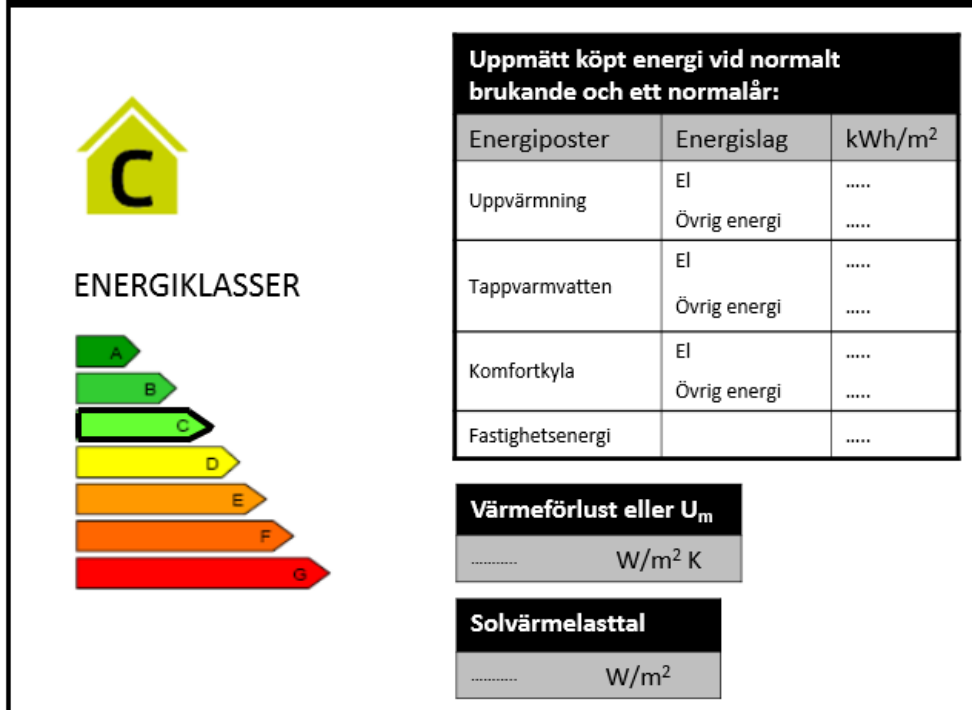 C
ENERGIKLASSER
A
B
C
D
E
F
G
Uppmätt köpt energi vid normalt
brukande och ett normalår:
Energiposter Energislag kWh/m²
Uppvärmning
El .....
Övrig energi .....
Tappvarmvatten
El .....
Övrig energi .....
Komfortkyla
El .....
Övrig energi .....
Fastighetsenergi .....
Värmeförlust eller Uₘ
........... W/m² K
Solvärmelasttal
........... W/m²